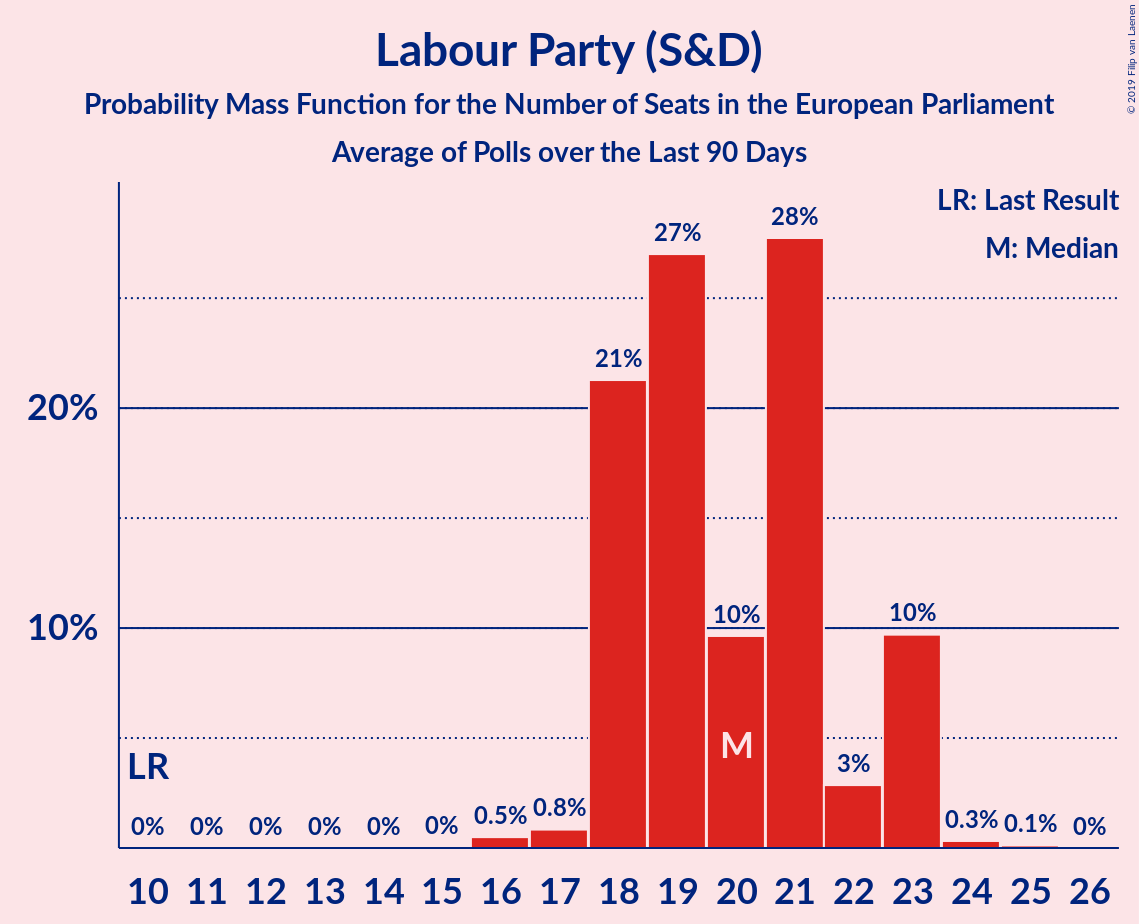 Labour Party (S&D)
Probability Mass Function for the Number of Seats in the European Parliament
Average of Polls over the Last 90 Days
© 2019 Filip van Laenen
LR: Last Result
M: Median
28%
27%
21%
20%
10%
10%
10%
M
LR
3%
0%
0%
0%
0%
0%
0%
0.5%
0.8%
0.3%
0.1%
0%
10 11 12 13 14 15 16 17 18 19 20 21 22 23 24 25 26